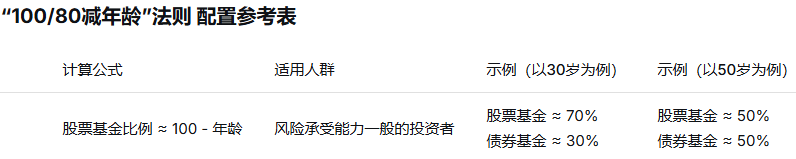 “100/80减年龄”法则 配置参考表
计算公式 适用人群 示例（以30岁为例） 示例（以50岁为例）
股票基金比例 ≈ 100 - 年龄 风险承受能力一般的投资者 股票基金 ≈ 70% 股票基金 ≈ 50%
债券基金 ≈ 30% 债券基金 ≈ 50%